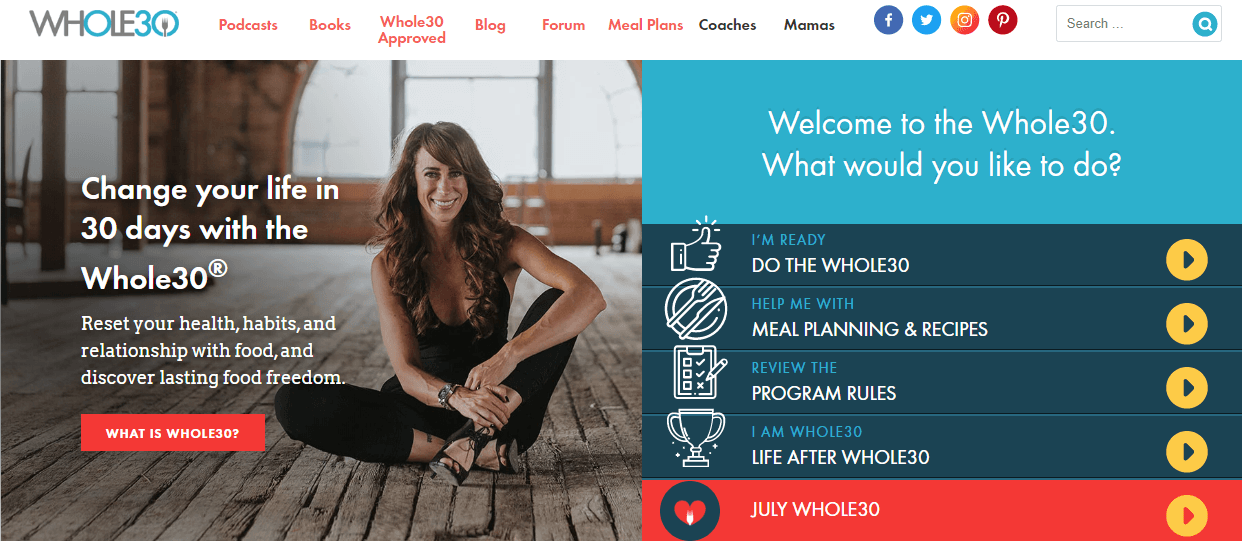 WHOLE30
Podcasts
Books
Whole30
Approved
Blog
Forum
Meal Plans
Coaches
Mamas
Search ...
Change your life in
30 days with the
Whole30®
Reset your health, habits, and
relationship with food, and
discover lasting food freedom.
WHAT IS WHOLE30?
Welcome to the Whole30.
What would you like to do?
I'M READY
DO THE WHOLE30
HELP ME WITH
MEAL PLANNING & RECIPES
REVIEW THE
PROGRAM RULES
I AM WHOLE30
LIFE AFTER WHOLE30
JULY WHOLE30